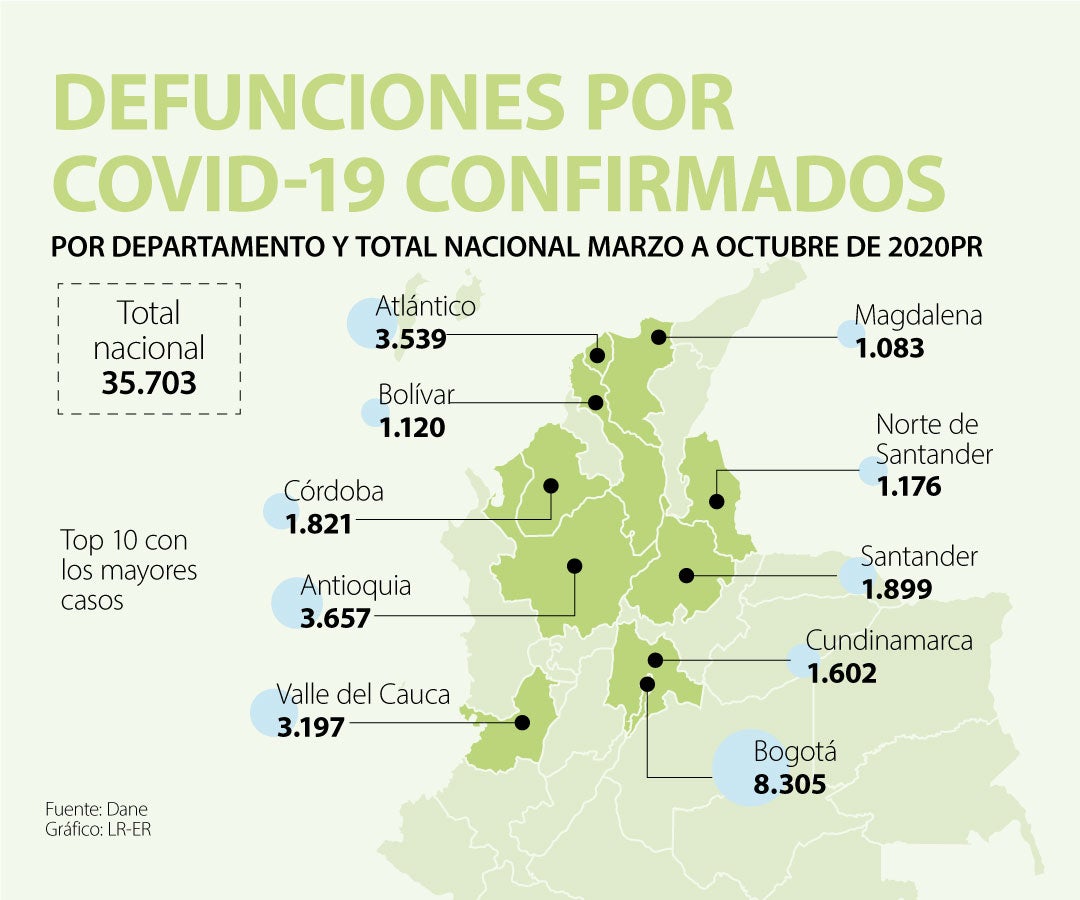 DEFUNCIONES POR
COVID-19 CONFIRMADOS
POR DEPARTAMENTO Y TOTAL NACIONAL MARZO A OCTUBRE DE 2020PR
Total
nacional
35.703
Atlántico
3.539
Magdalena
1.083
Bolívar
1.120
Norte de
Santander
1.176
Córdoba
1.821
Top 10 con
los mayores
casos
Santander
1.899
Antioquia
3.657
Cundinamarca
1.602
Valle del Cauca
3.197
Bogotá
8.305
Fuente: Dane
Gráfico: LR-ER